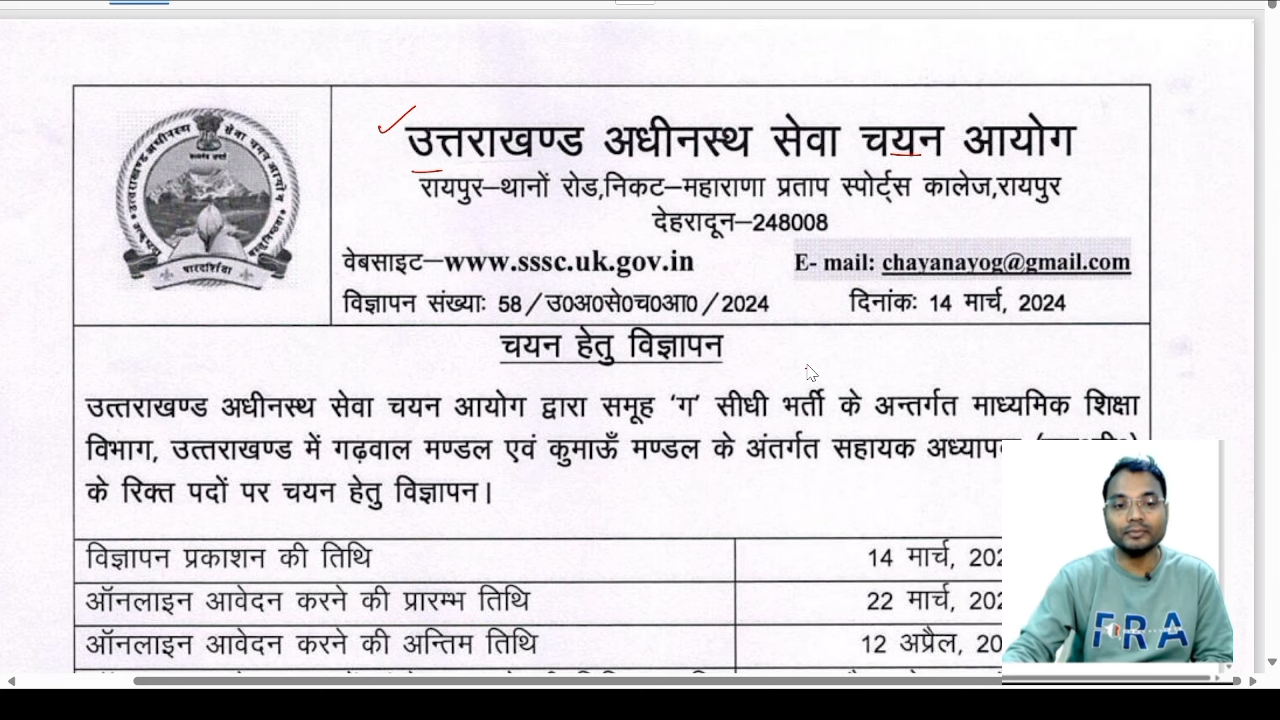 उत्तराखण्ड अधीनस्थ सेवा चयन आयोग
रायपुर–थानों रोड,निकट–महाराणा प्रताप स्पोर्ट्स कालेज,रायपुर
देहरादून–248008
वेबसाइट–www.sssc.uk.gov.in E- mail: chayanayog@gmail.com
विज्ञापन संख्याः 58/उ0अ0से0च0आ0/2024 दिनांकः 14 मार्च, 2024
पारदर्शिता
चयन हेतु विज्ञापन
उत्तराखण्ड अधीनस्थ सेवा चयन आयोग द्वारा समूह 'ग' सीधी भर्ती के अन्तर्गत माध्यमिक शिक्षा
विभाग, उत्तराखण्ड में गढ़वाल मण्डल एवं कुमाऊँ मण्डल के अंतर्गत सहायक
के रिक्त पदों पर चयन हेतु विज्ञापन।
विज्ञापन प्रकाशन की तिथि 14 मार्च,
ऑनलाइन आवेदन करने की प्रारम्भ तिथि 22 मार्च,
ऑनलाइन आवेदन करने की अन्तिम तिथि 12 अप्रैल,
FRA